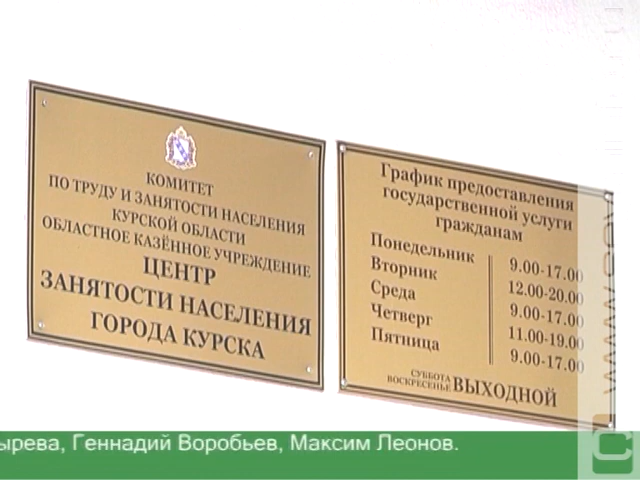 КОМИТЕТ
ПО ТРУДУ И ЗАНЯТОСТИ НАСЕЛЕНИЯ
КУРСКОЙ ОБЛАСТИ
ОБЛАСТНОЕ КАЗЁННОЕ УЧРЕЖДЕНИЕ
ЦЕНТР
ЗАНЯТОСТИ НАСЕЛЕНИЯ
ГОРОДА КУРСКА
График предоставления
государственной услуги
гражданам
Понедельник 9.00-17.00
Вторник 12.00-20.00
Среда 9.00-17.00
Четверг 11.00-19.00
Пятница 9.00-17.00
СУББОТА
ВОСКРЕСЕНЬЕ ВЫХОДНОЙ
ырева, Геннадий Воробьев, Максим Леонов.